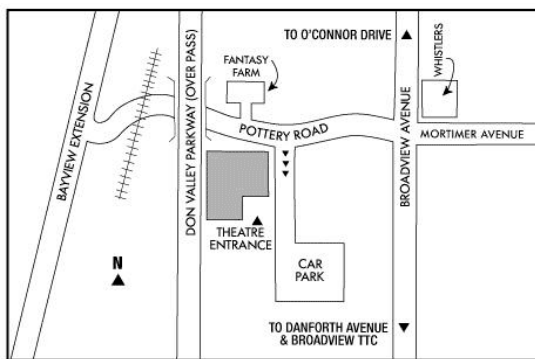 TO O'CONNOR DRIVE
FANTASY
FARM
WHISTLERS
BAYVIEW EXTENSION
DON VALLEY PARKWAY (OVER PASS)
POTTERY ROAD
BROADVIEW AVENUE
MORTIMER AVENUE
THEATRE
ENTRANCE
N
CAR
PARK
TO DANFORTH AVENUE
& BROADVIEW TTC